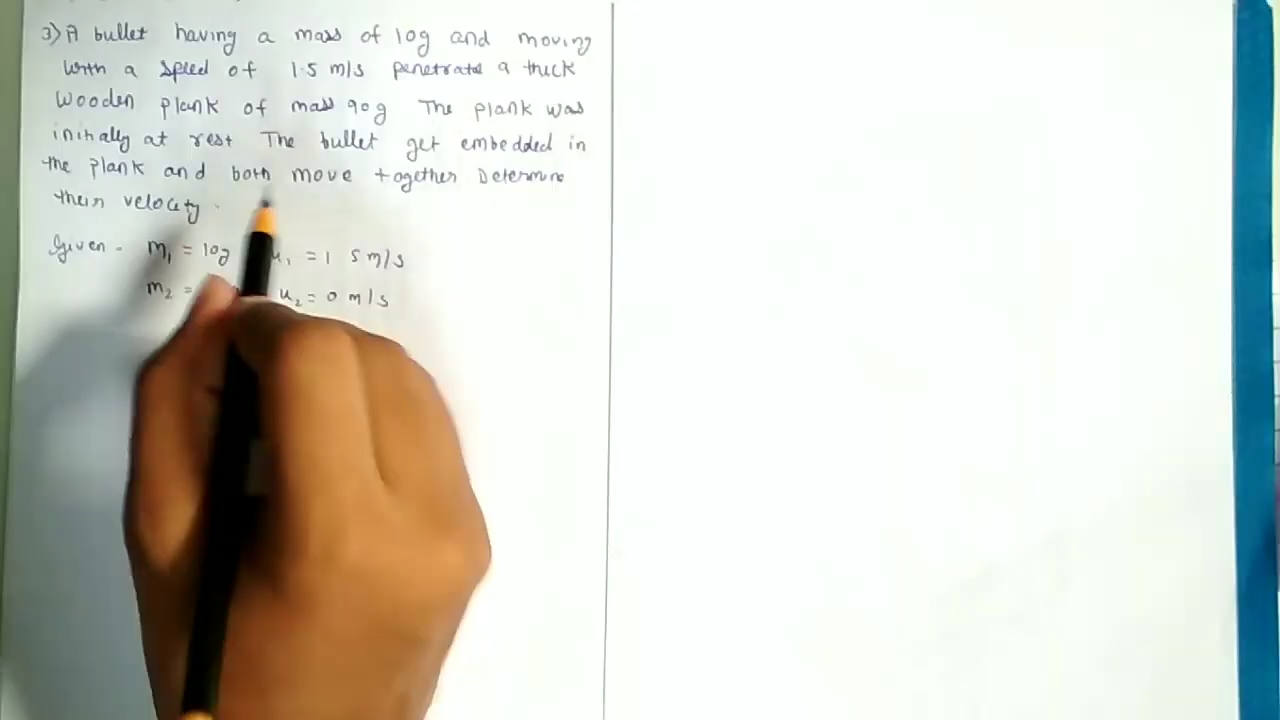 3) A bullet having a mass of 10g and moving
with a speed of 1.5 m/s penetrate a thick
wooden plank of mass 90g The plank was
initially at rest The bullet get embedded in
the plank and both move together Determine
their velocity.
Given - m₁ = 10g u₁ = 1 5 m/s
m₂ = u₂ = 0 m/s